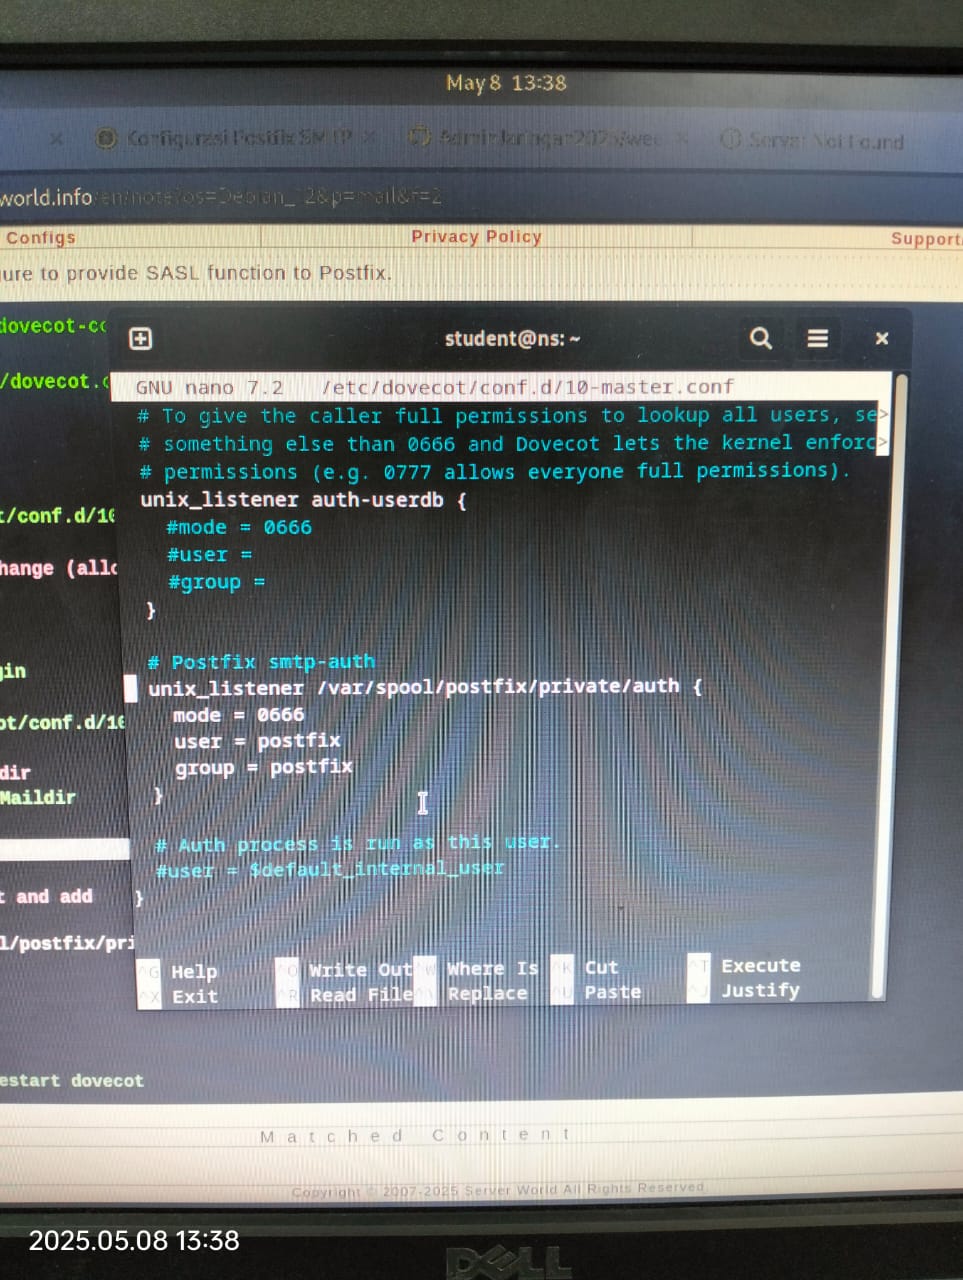 May 8 13:38
Konfigurasi Postfix SMTP
Server Not Found
world.info/en/note?os=Debian_12&p=mail&f=2
Configs Privacy Policy Support
ure to provide SASL function to Postfix.
dovecot-co
student@ns: ~
/dovecot.c
GNU nano 7.2 /etc/dovecot/conf.d/10-master.conf
# To give the caller full permissions to lookup all users, se>
# something else than 0666 and Dovecot lets the kernel enforc>
# permissions (e.g. 0777 allows everyone full permissions).
unix_listener auth-userdb {
t/conf.d/10
#mode = 0666
#user =
hange (allo
#group =
}
# Postfix smtp-auth
gin
unix_listener /var/spool/postfix/private/auth {
ot/conf.d/10
mode = 0666
user = postfix
dir
group = postfix
Maildir
}
# Auth process is run as this user.
#user = $default_internal_user
t and add
}
l/postfix/pri
^G Help ^O Write Out ^W Where Is ^K Cut ^T Execute
^X Exit ^R Read File ^\ Replace ^U Paste ^J Justify
estart dovecot
Matched Content
Copyright © 2007-2025 Server World All Rights Reserved.
2025.05.08 13:38
DELL